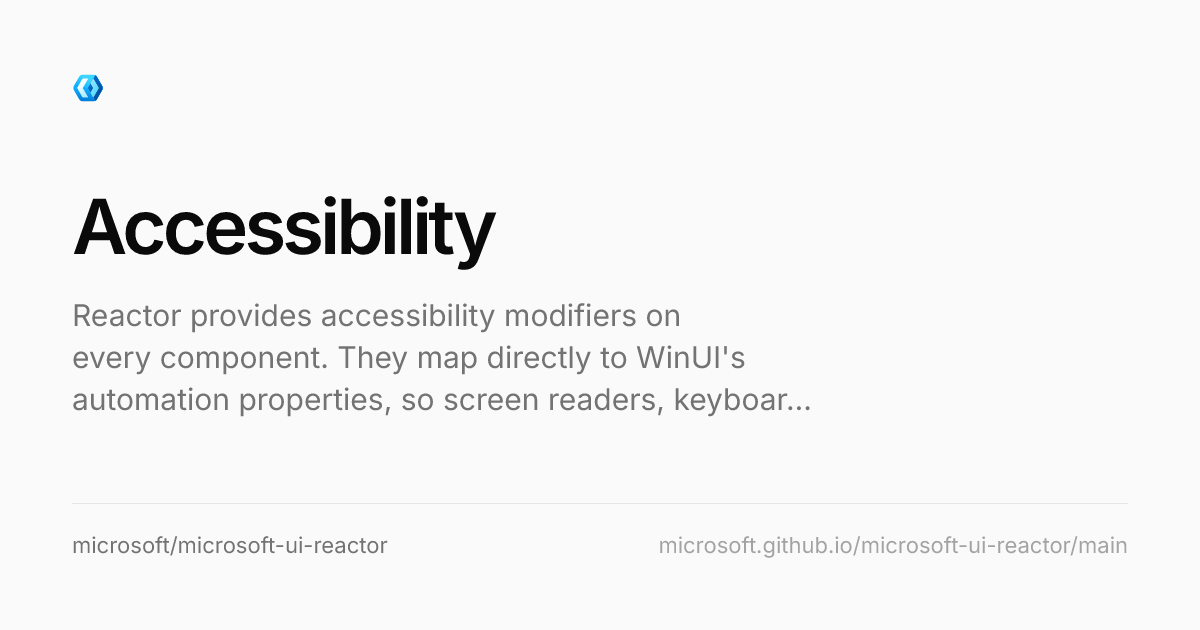 Accessibility
Reactor provides accessibility modifiers on
every component. They map directly to WinUI's
automation properties, so screen readers, keyboar...
microsoft/microsoft-ui-reactor
microsoft.github.io/microsoft-ui-reactor/main